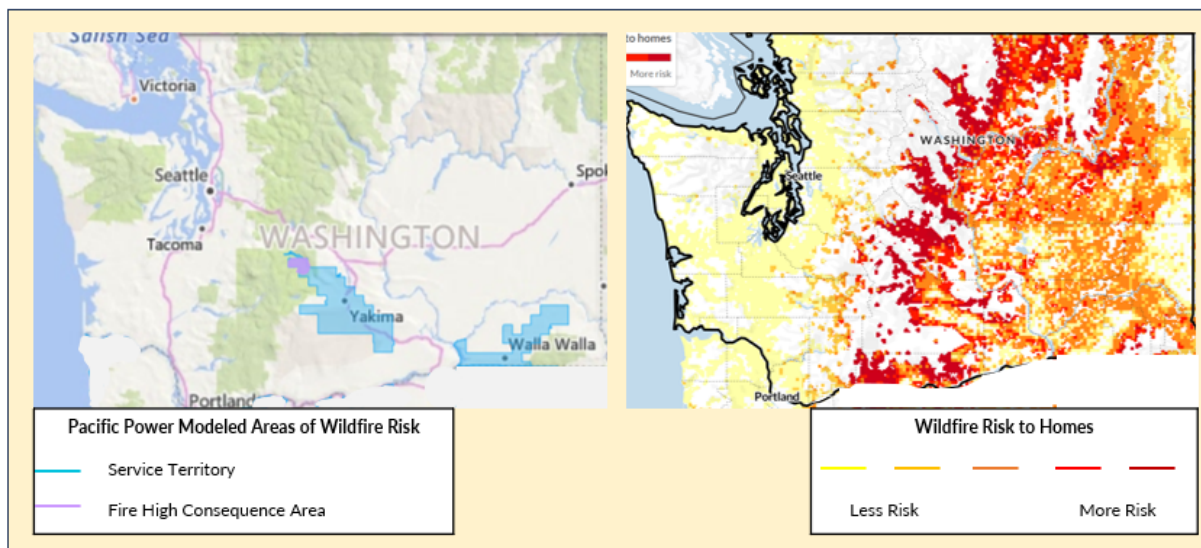 Salish Sea
Victoria
Seattle
Tacoma
WASHINGTON
Spok
Yakima
Walla Walla
Portland
Pacific Power Modeled Areas of Wildfire Risk
Service Territory
Fire High Consequence Area
to homes
More risk
WASHINGTON
Seattle
Portland
Wildfire Risk to Homes
Less Risk More Risk